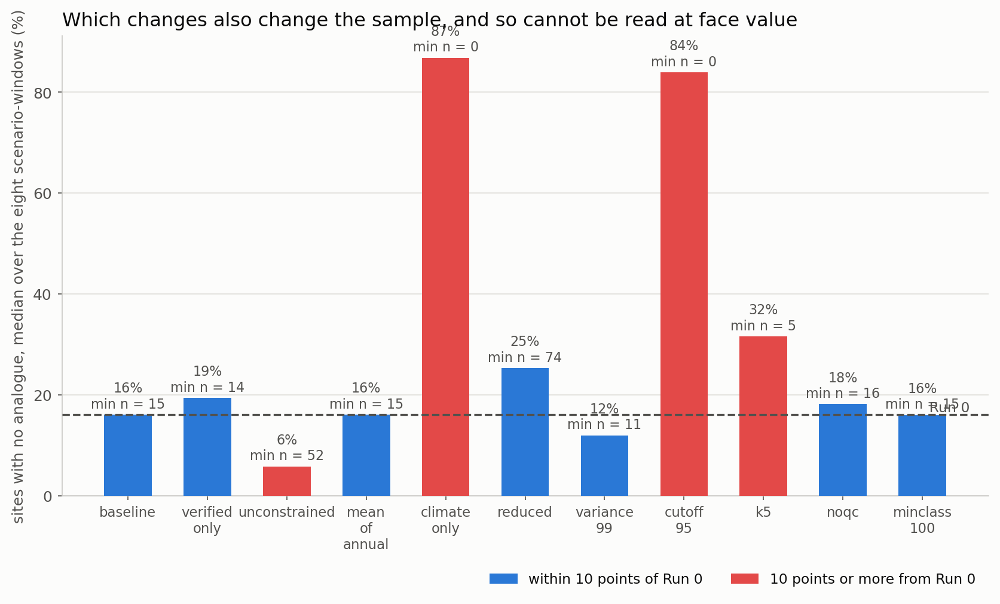 Which changes also change the sample, and so cannot be read at face value
sites with no analogue, median over the eight scenario-windows (%)
80
60
40
20
0
16%
min n = 15
19%
min n = 14
6%
min n = 52
16%
min n = 15
87%
min n = 0
25%
min n = 74
12%
min n = 11
84%
min n = 0
32%
min n = 5
18%
min n = 16
16%
min n = 15
Run 0
baseline
verified
only
unconstrained
mean
of
annual
climate
only
reduced
variance
99
cutoff
95
k5
noqc
minclass
100
within 10 points of Run 0
10 points or more from Run 0